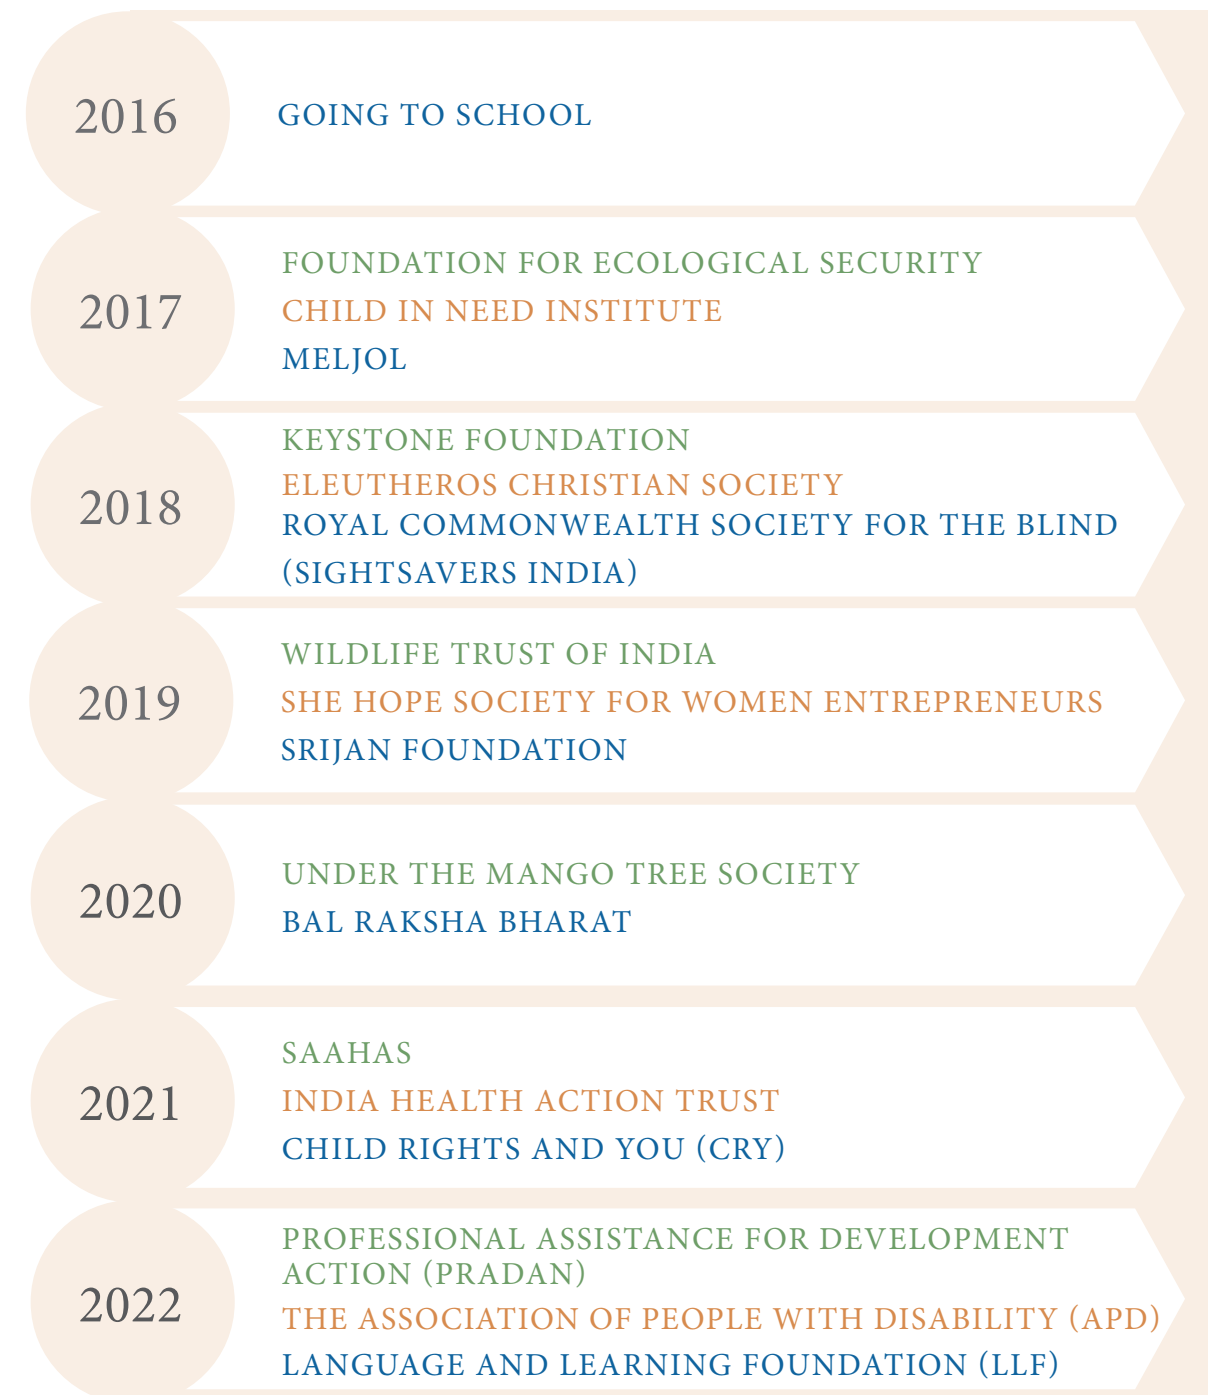 2016
GOING TO SCHOOL
2017
FOUNDATION FOR ECOLOGICAL SECURITY
CHILD IN NEED INSTITUTE
MELJOL
2018
KEYSTONE FOUNDATION
ELEUTHEROS CHRISTIAN SOCIETY
ROYAL COMMONWEALTH SOCIETY FOR THE BLIND
(SIGHTSAVERS INDIA)
2019
WILDLIFE TRUST OF INDIA
SHE HOPE SOCIETY FOR WOMEN ENTREPRENEURS
SRIJAN FOUNDATION
2020
UNDER THE MANGO TREE SOCIETY
BAL RAKSHA BHARAT
2021
SAAHAS
INDIA HEALTH ACTION TRUST
CHILD RIGHTS AND YOU (CRY)
2022
PROFESSIONAL ASSISTANCE FOR DEVELOPMENT
ACTION (PRADAN)
THE ASSOCIATION OF PEOPLE WITH DISABILITY (APD)
LANGUAGE AND LEARNING FOUNDATION (LLF)